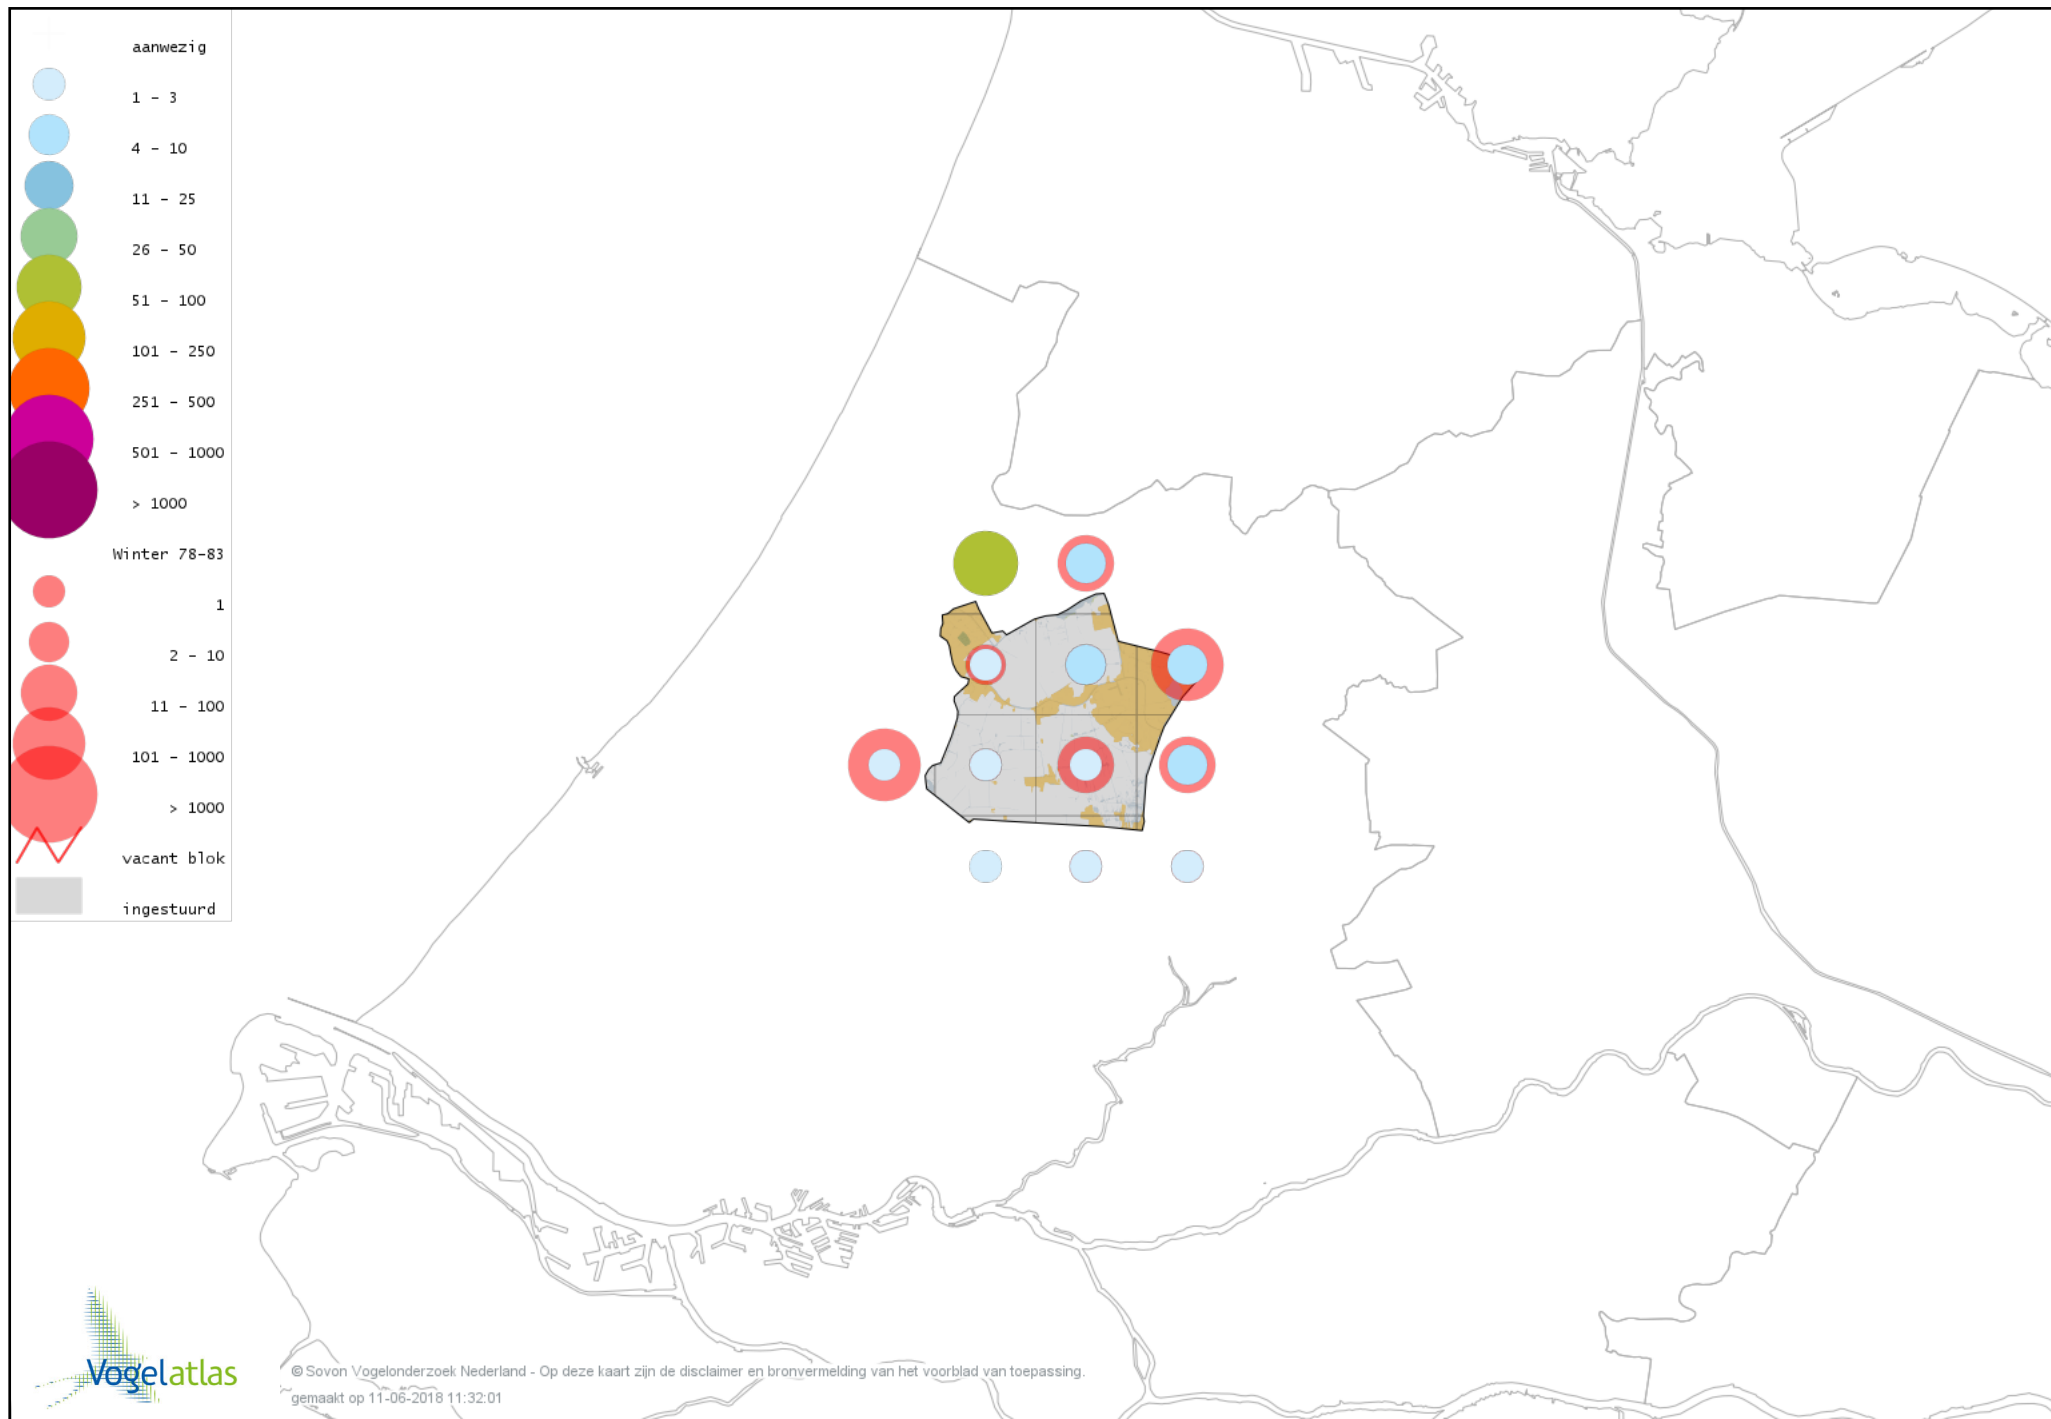 aanwezig
1 - 3
4 - 10
11 - 25
26 - 50
51 - 100
101 - 250
251 - 500
501 - 1000
> 1000
Winter 78-83
1
2 - 10
11 - 100
101 - 1000
> 1000
vacant blok
ingestuurd
Vogelatlas
© Sovon Vogelonderzoek Nederland - Op deze kaart zijn de disclaimer en bronvermelding van het voorblad van toepassing.
gemaakt op 11-06-2018 11:32:01